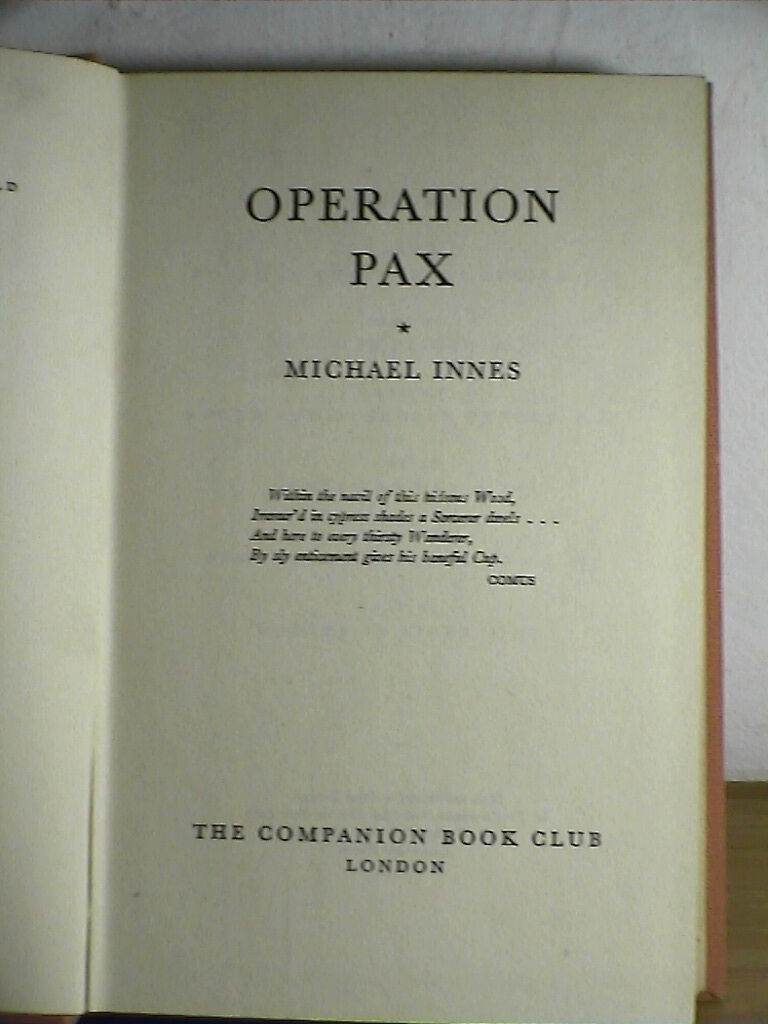 OPERATION
PAX
*
MICHAEL INNES
Within the navil of this hideous Wood,
Immur'd in cypress shades a Sorcerer dwels . . .
And here to every thirsty Wanderer,
By sly enticement gives his baneful Cup.
COMUS
THE COMPANION BOOK CLUB
LONDON